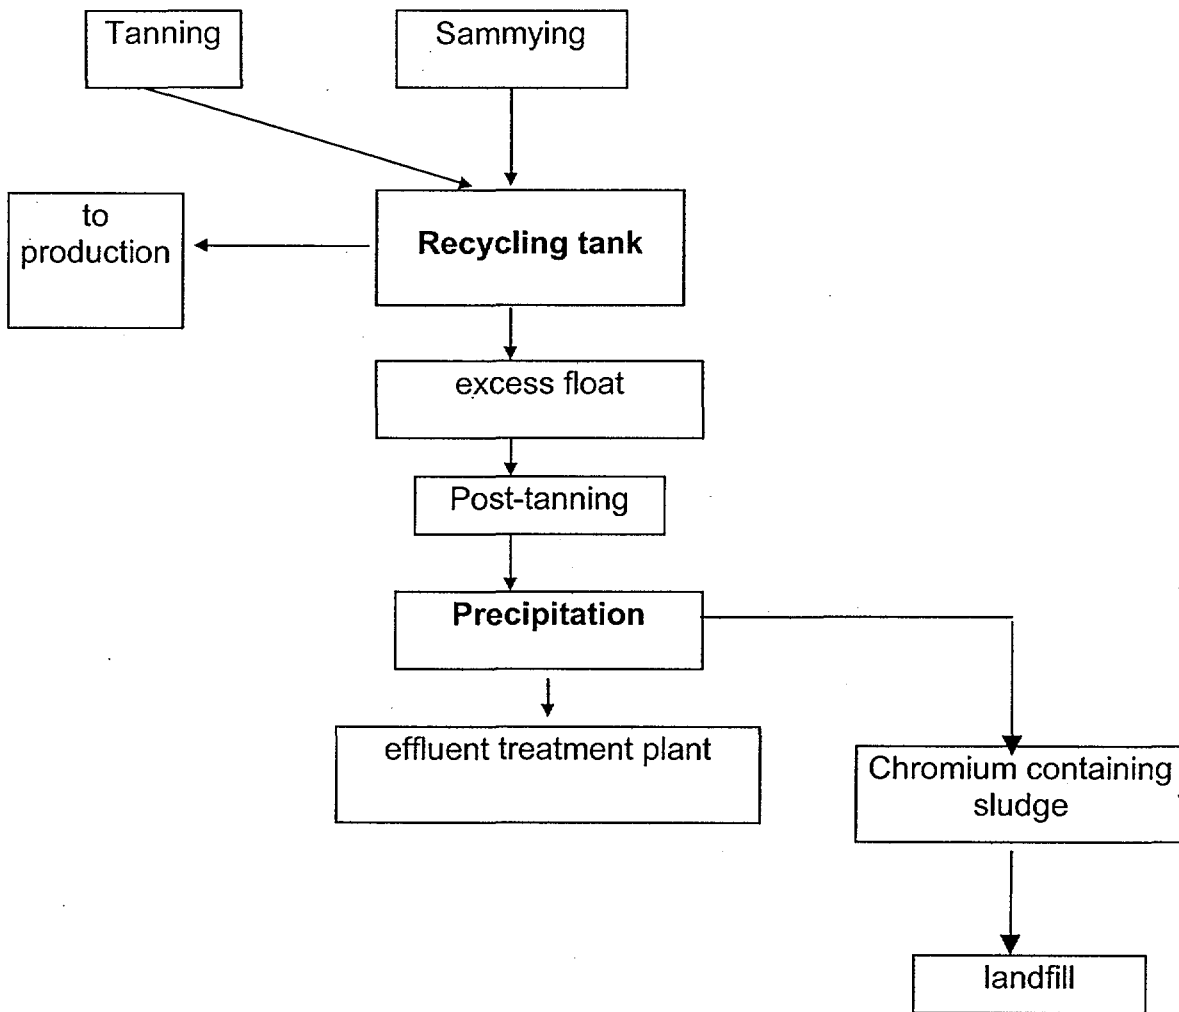 Tanning
Sammying
to
production
Recycling tank
excess float
Post-tanning
Precipitation
effluent treatment plant
Chromium containing
sludge
landfill